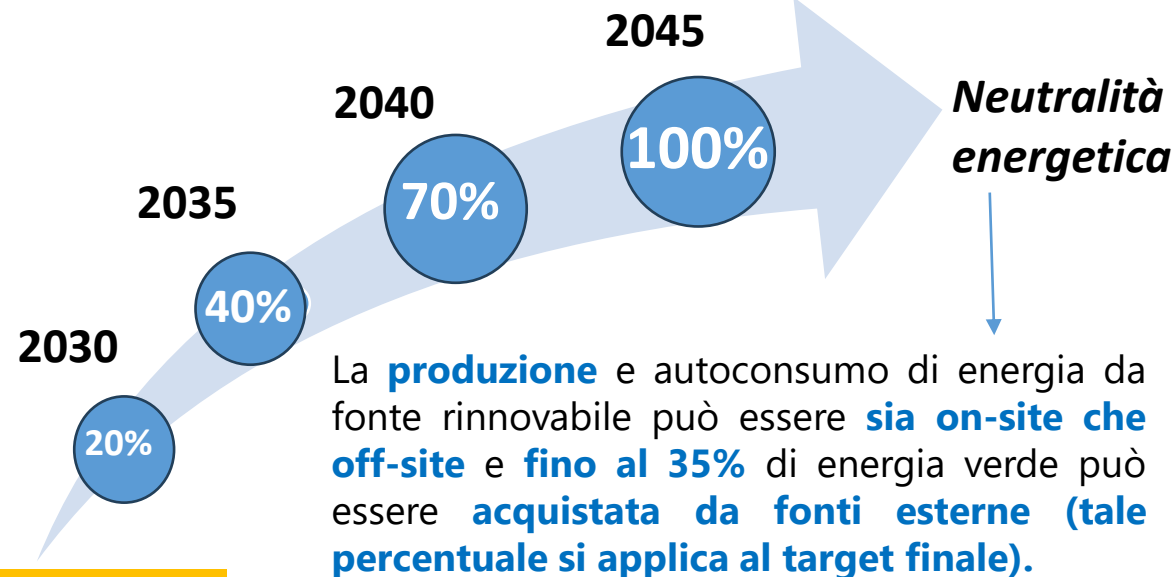 2045
2040
2035
2030
100%
70%
40%
20%
Neutralità
energetica
La produzione e autoconsumo di energia da
fonte rinnovabile può essere sia on-site che
off-site e fino al 35% di energia verde può
essere acquistata da fonti esterne (tale
percentuale si applica al target finale).